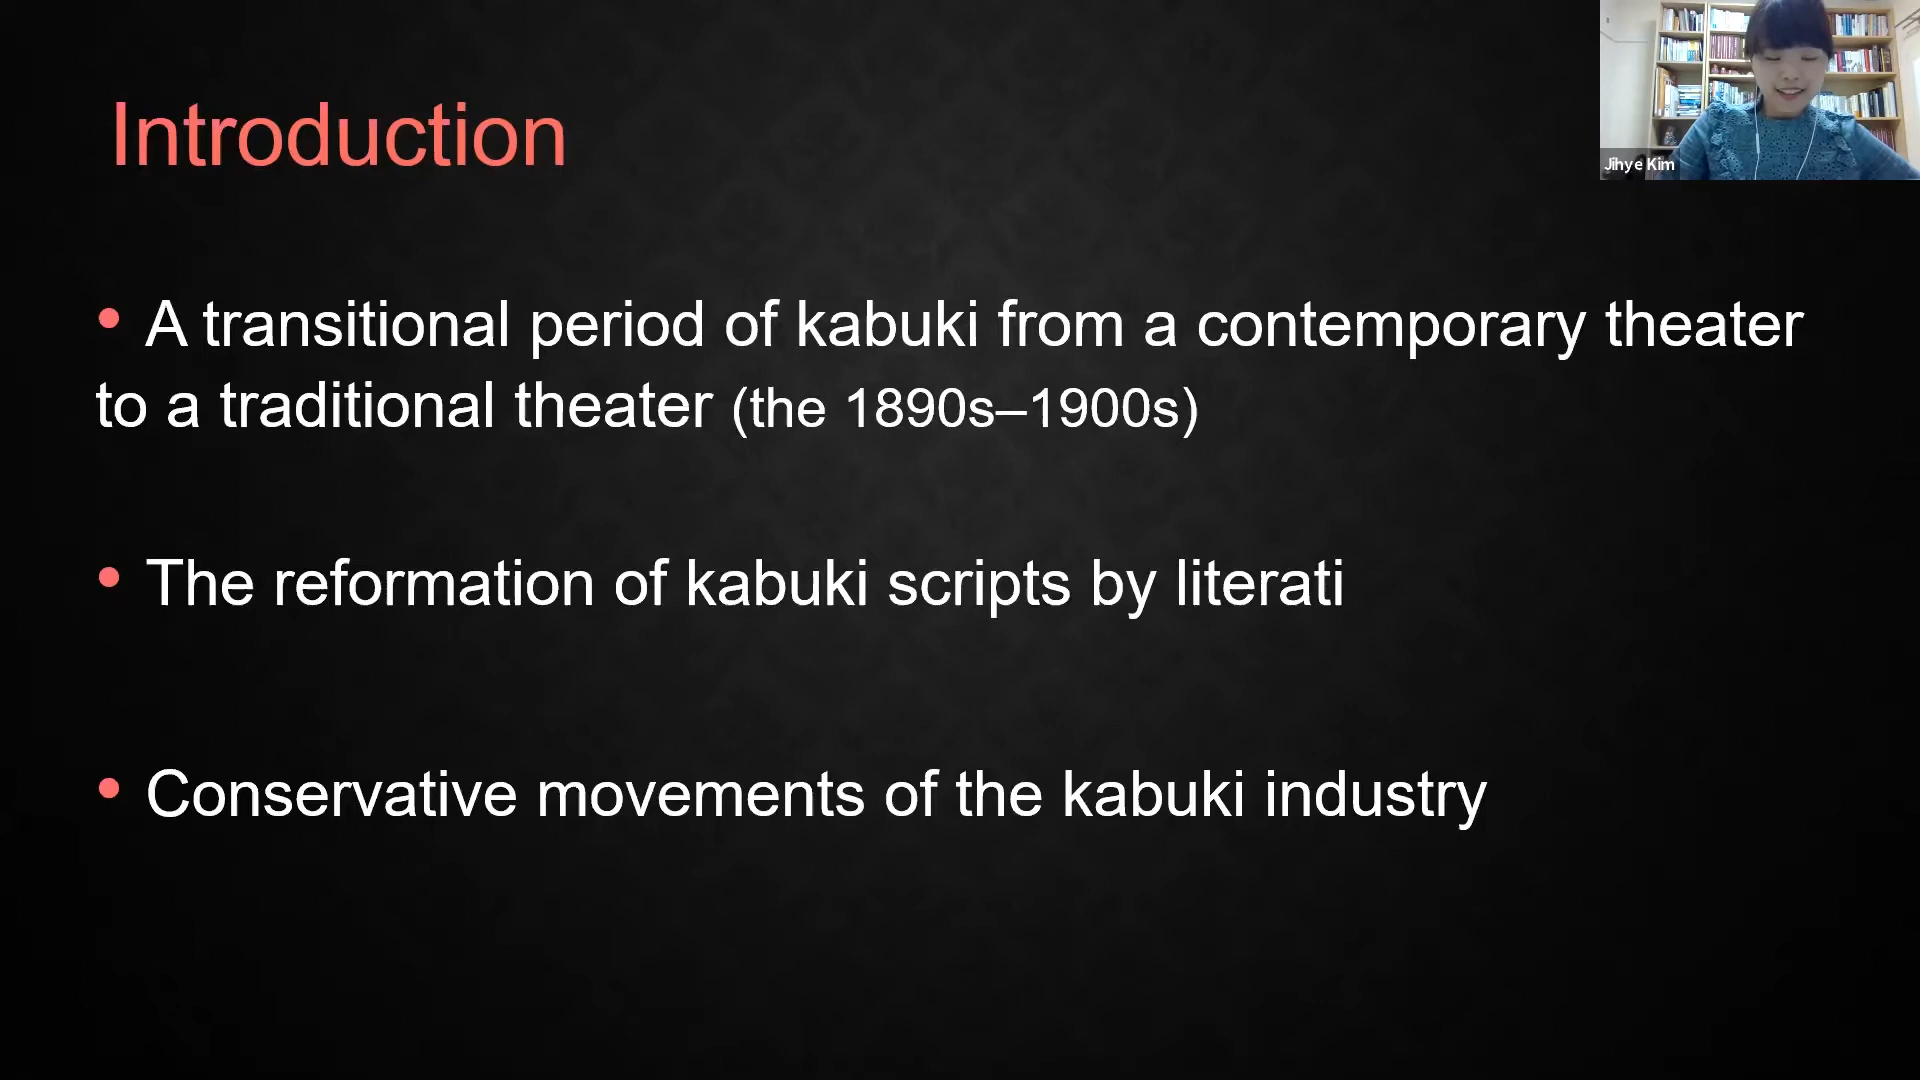 Introduction
Jihye Kim
• A transitional period of kabuki from a contemporary theater
to a traditional theater (the 1890s–1900s)
• The reformation of kabuki scripts by literati
• Conservative movements of the kabuki industry